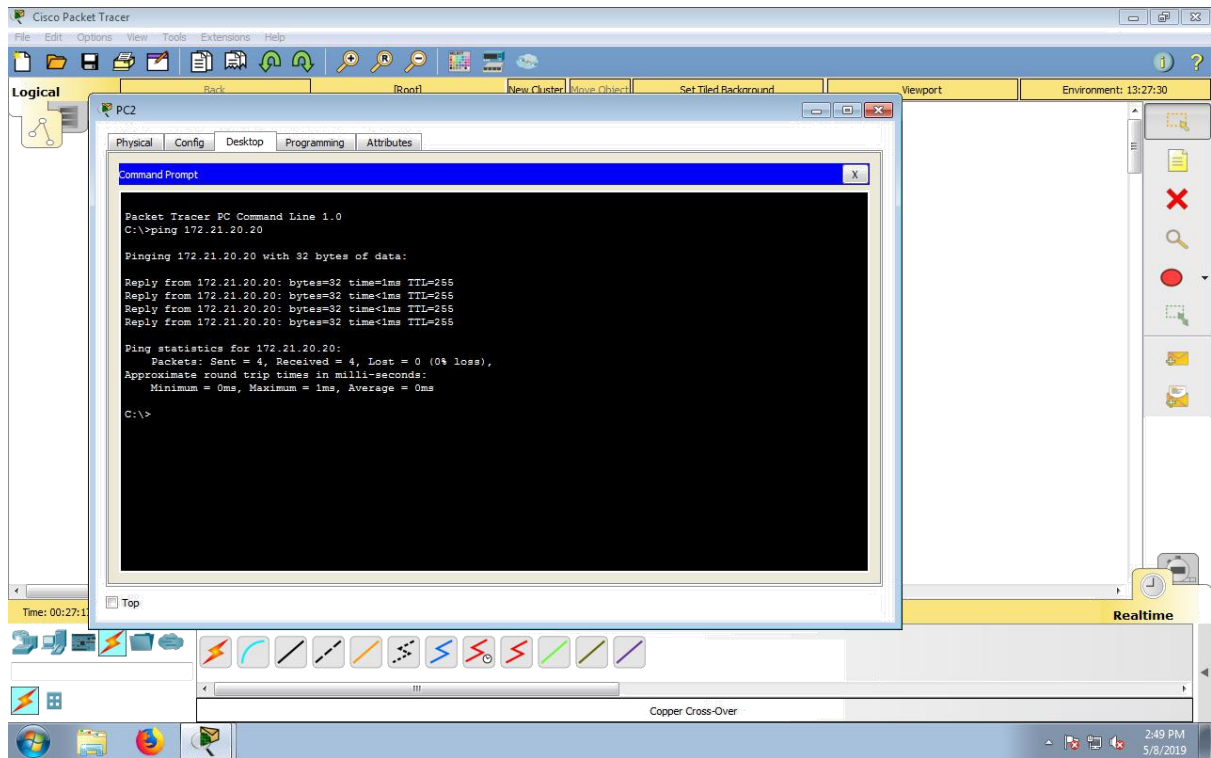 Cisco Packet Tracer
File Edit Options View Tools Extensions Help
Logical Back [Root] New Cluster Move Object Set Tiled Background Viewport Environment: 13:27:30
PC2
Physical Config Desktop Programming Attributes
Command Prompt X
Packet Tracer PC Command Line 1.0
C:\>ping 172.21.20.20
Pinging 172.21.20.20 with 32 bytes of data:
Reply from 172.21.20.20: bytes=32 time=1ms TTL=255
Reply from 172.21.20.20: bytes=32 time<1ms TTL=255
Reply from 172.21.20.20: bytes=32 time<1ms TTL=255
Reply from 172.21.20.20: bytes=32 time<1ms TTL=255
Ping statistics for 172.21.20.20:
Packets: Sent = 4, Received = 4, Lost = 0 (0% loss),
Approximate round trip times in milli-seconds:
Minimum = 0ms, Maximum = 1ms, Average = 0ms
C:\>
Top
Time: 00:27:1
Realtime
Copper Cross-Over
2:49 PM
5/8/2019